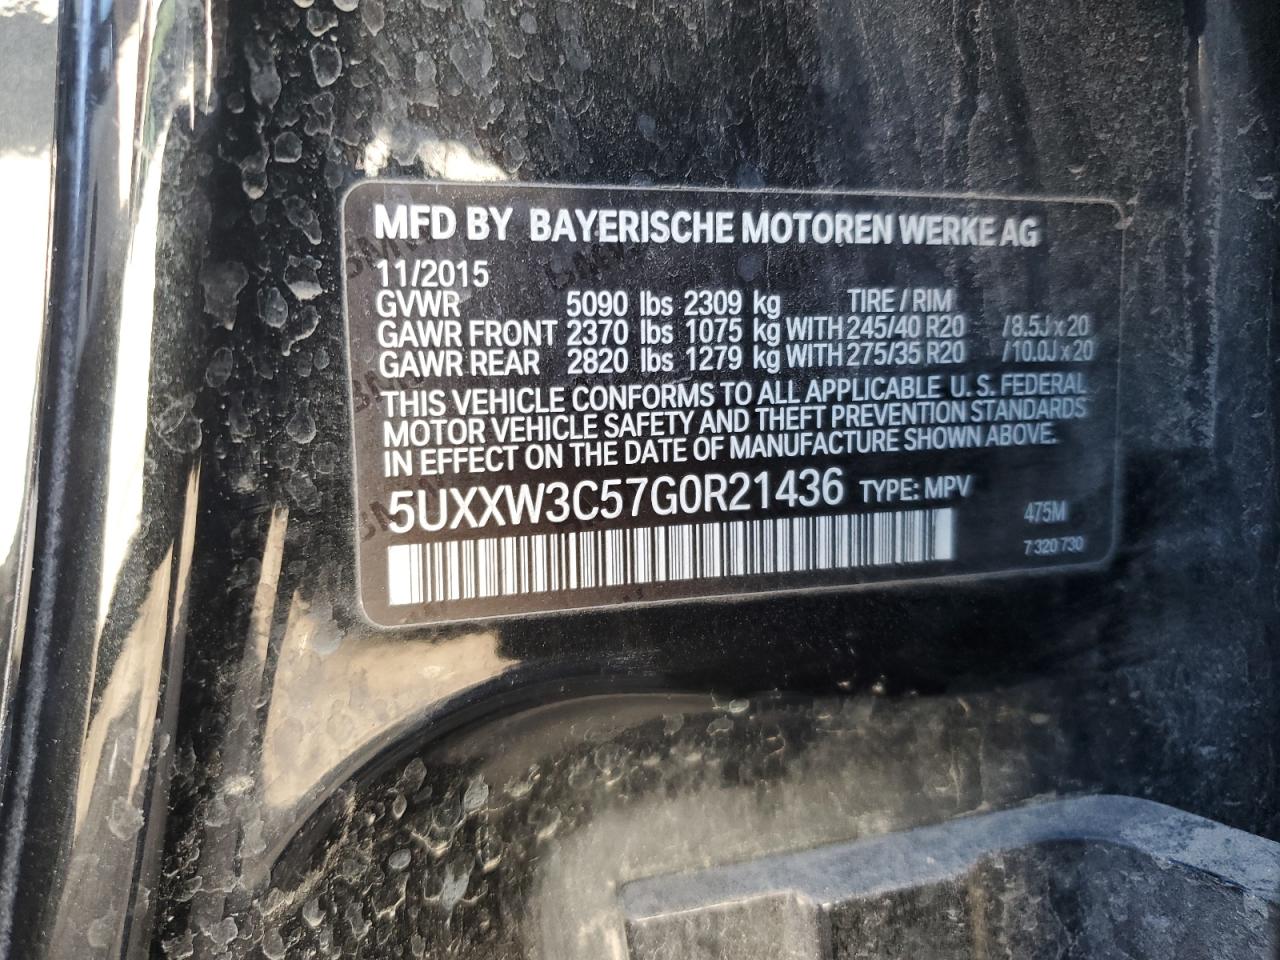 MFD BY BAYERISCHE MOTOREN WERKE AG
11/2015
GVWR 5090 lbs 2309 kg TIRE / RIM
GAWR FRONT 2370 lbs 1075 kg WITH 245/40 R20 /8.5J x 20
GAWR REAR 2820 lbs 1279 kg WITH 275/35 R20 /10.0J x 20
THIS VEHICLE CONFORMS TO ALL APPLICABLE U. S. FEDERAL
MOTOR VEHICLE SAFETY AND THEFT PREVENTION STANDARDS
IN EFFECT ON THE DATE OF MANUFACTURE SHOWN ABOVE.
5UXXW3C57G0R21436 TYPE: MPV
475M
7 320 730